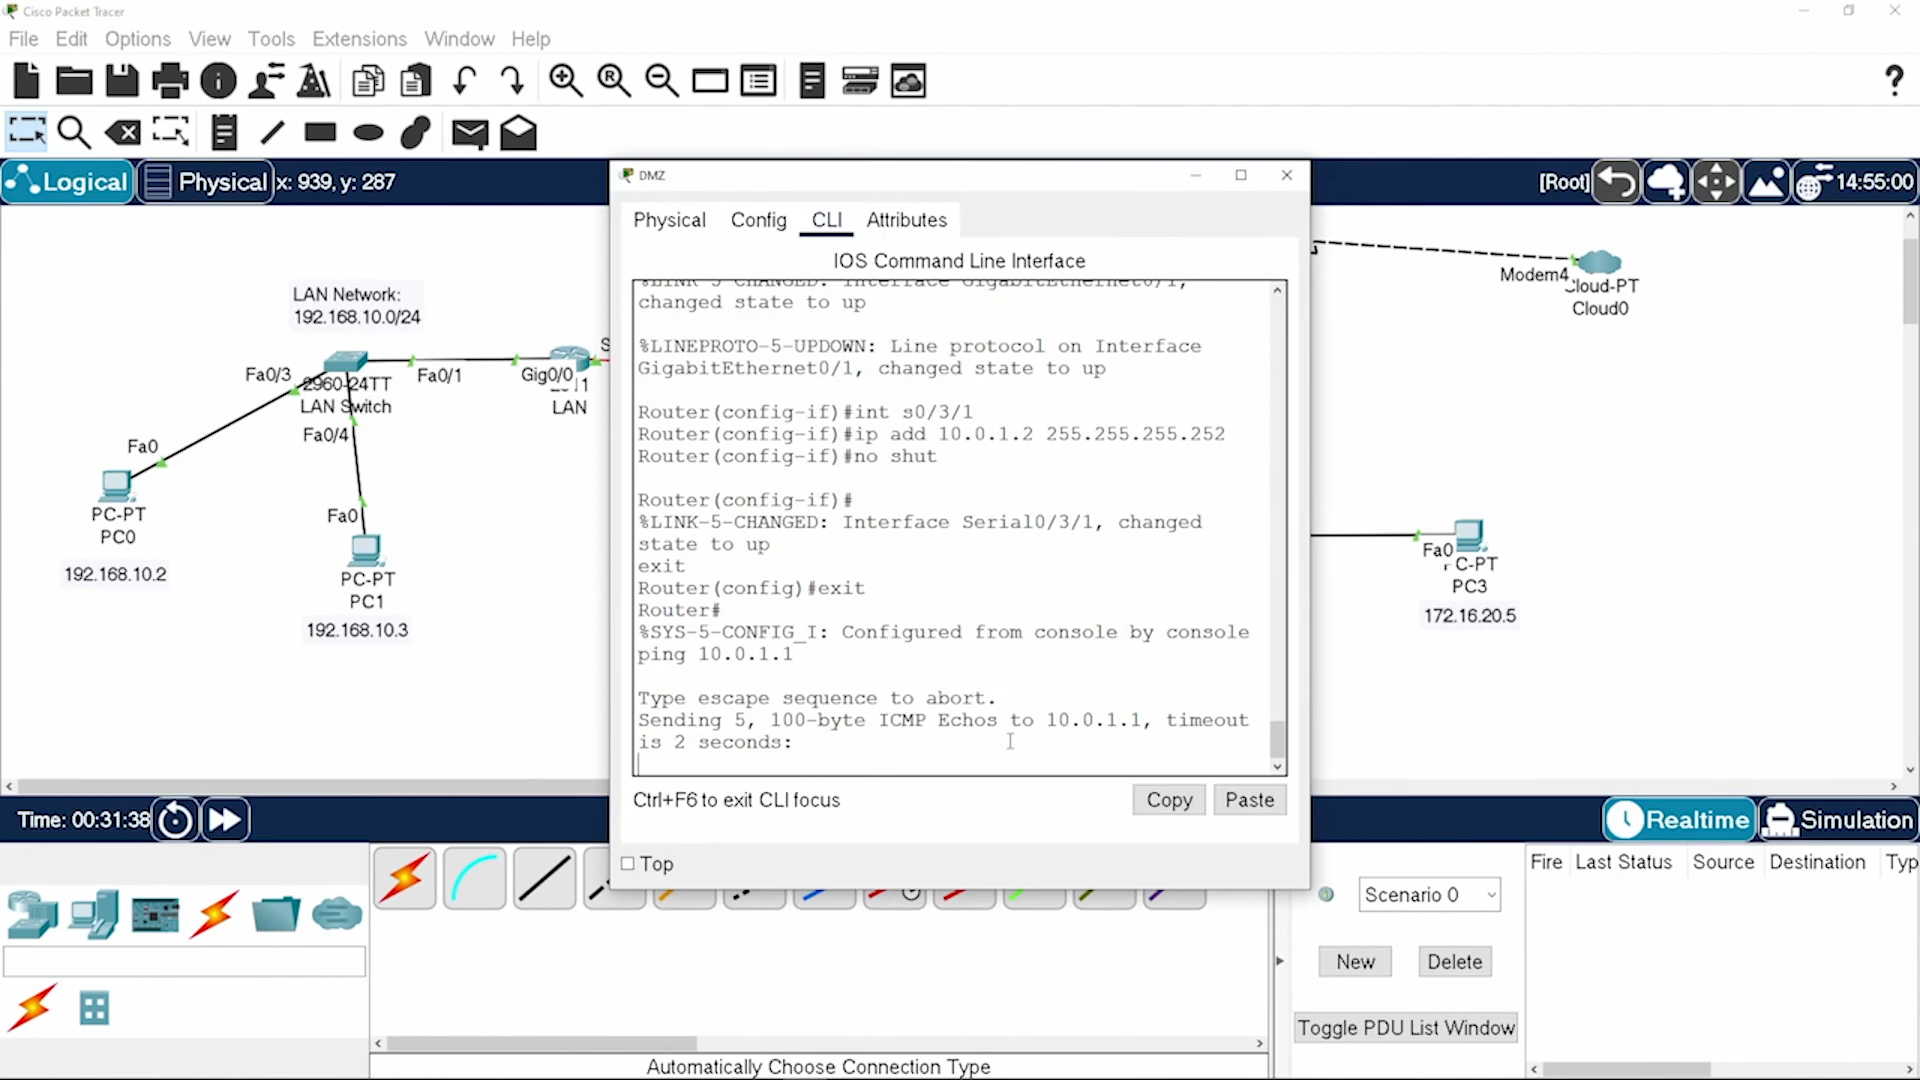 Cisco Packet Tracer
File Edit Options View Tools Extensions Window Help
Logical
Physical
x: 939, y: 287
[Root]
14:55:00
DMZ
Physical Config CLI Attributes
IOS Command Line Interface
changed state to up
%LINEPROTO-5-UPDOWN: Line protocol on Interface
GigabitEthernet0/1, changed state to up
Router(config-if)#int s0/3/1
Router(config-if)#ip add 10.0.1.2 255.255.255.252
Router(config-if)#no shut
Router(config-if)#
%LINK-5-CHANGED: Interface Serial0/3/1, changed
state to up
exit
Router(config)#exit
Router#
%SYS-5-CONFIG_I: Configured from console by console
ping 10.0.1.1
Type escape sequence to abort.
Sending 5, 100-byte ICMP Echos to 10.0.1.1, timeout
is 2 seconds:
Ctrl+F6 to exit CLI focus
Copy
Paste
Top
LAN Network:
192.168.10.0/24
Fa0/3
2960-24TT
LAN Switch
Fa0/1
Gig0/0
LAN
Fa0/4
Fa0
PC-PT
PC0
192.168.10.2
Fa0
PC-PT
PC1
192.168.10.3
Modem4
Cloud-PT
Cloud0
Fa0
PC-PT
PC3
172.16.20.5
Time: 00:31:38
Realtime
Simulation
Scenario 0
New
Delete
Toggle PDU List Window
Fire Last Status Source Destination Typ
Automatically Choose Connection Type